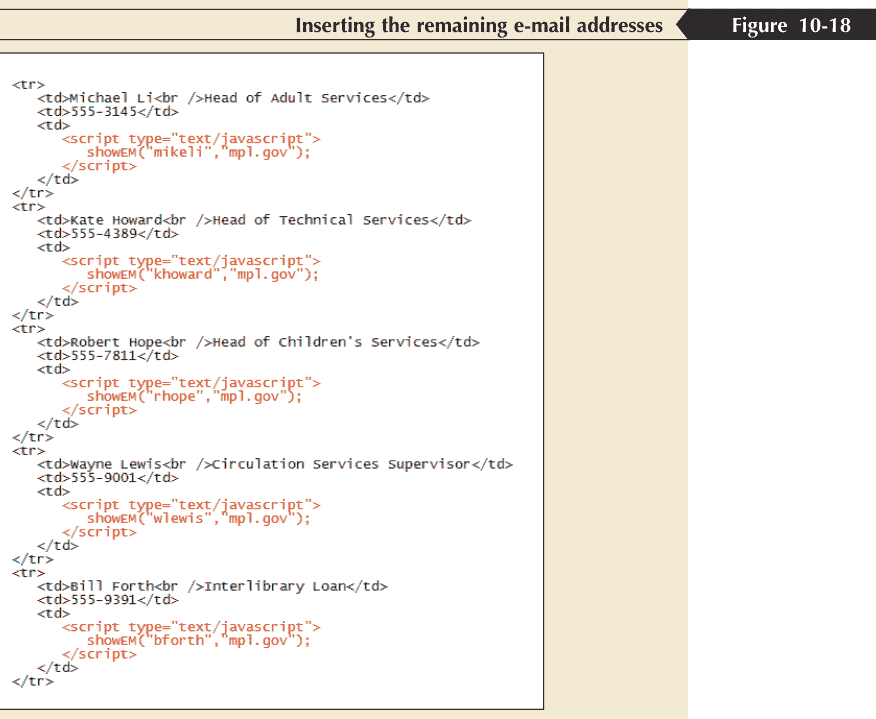 Inserting the remaining e-mail addresses Figure 10-18
<tr>
<td>Michael Li<br />Head of Adult Services</td>
<td>555-3145</td>
<td>
<script type="text/javascript">
showEM("mikeli","mpl.gov");
</script>
</td>
</tr>
<tr>
<td>Kate Howard<br />Head of Technical Services</td>
<td>555-4389</td>
<td>
<script type="text/javascript">
showEM("khoward","mpl.gov");
</script>
</td>
</tr>
<tr>
<td>Robert Hope<br />Head of Children's Services</td>
<td>555-7811</td>
<td>
<script type="text/javascript">
showEM("rhope","mpl.gov");
</script>
</td>
</tr>
<tr>
<td>Wayne Lewis<br />Circulation Services Supervisor</td>
<td>555-9001</td>
<td>
<script type="text/javascript">
showEM("wlewis","mpl.gov");
</script>
</td>
</tr>
<tr>
<td>Bill Forth<br />Interlibrary Loan</td>
<td>555-9391</td>
<td>
<script type="text/javascript">
showEM("bforth","mpl.gov");
</script>
</td>
</tr>